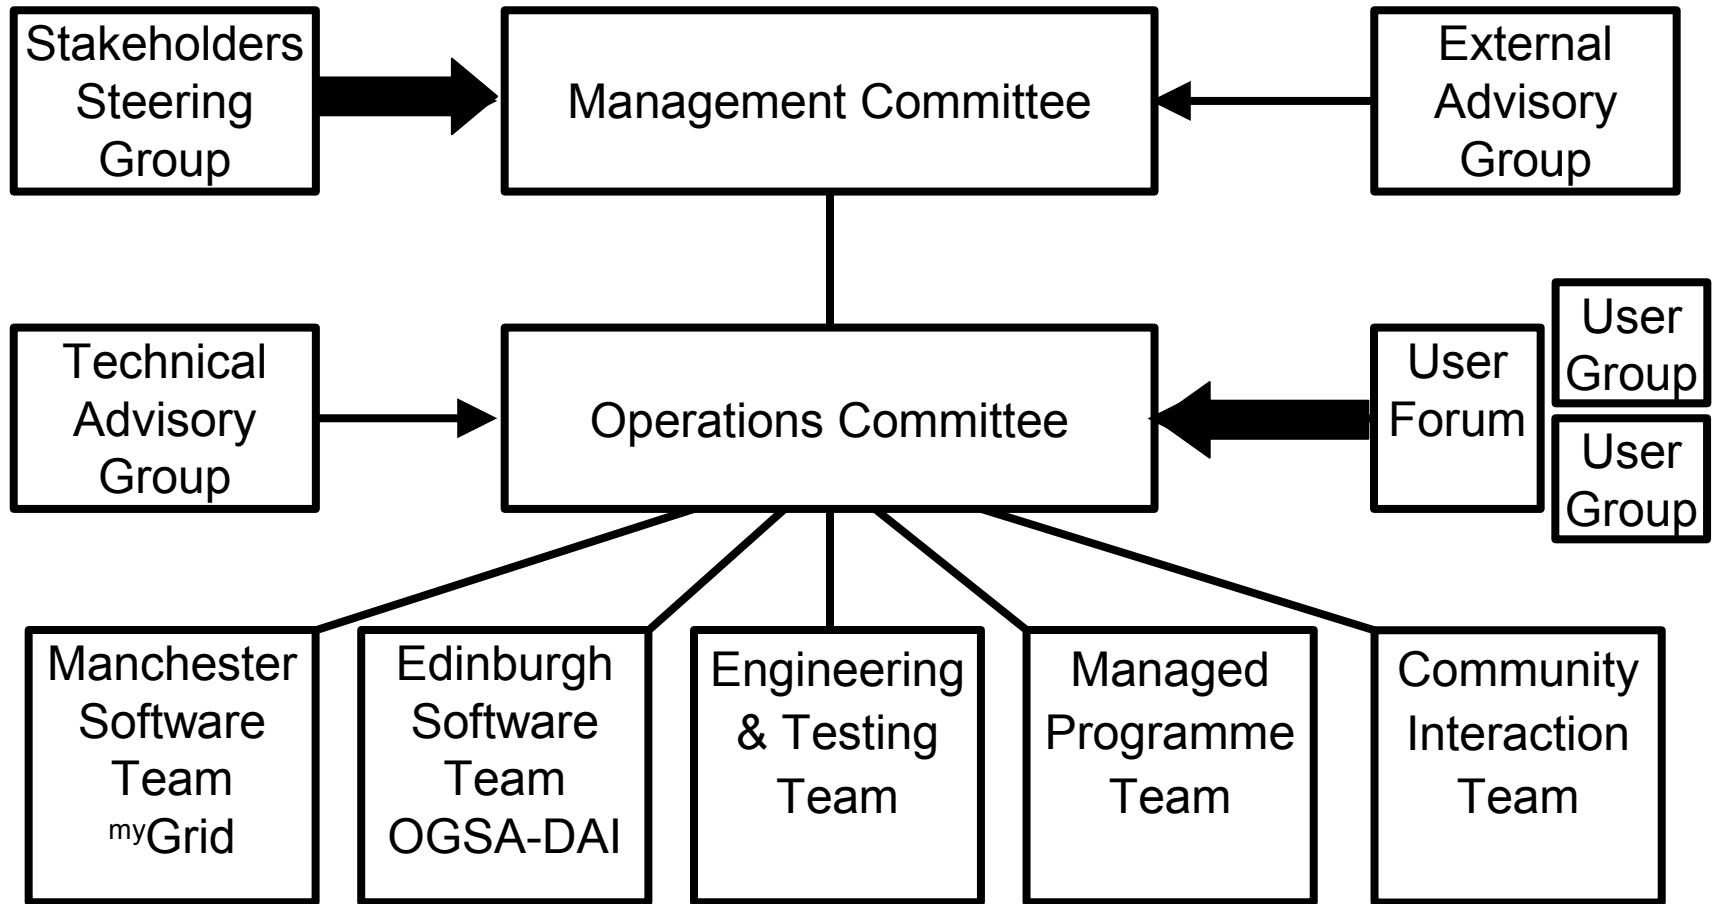 Stakeholders
Steering
Group
Management Committee
External
Advisory
Group
Technical
Advisory
Group
Operations Committee
User
Forum
User
Group
User
Group
Manchester
Software
Team
myGrid
Edinburgh
Software
Team
OGSA-DAI
Engineering
& Testing
Team
Managed
Programme
Team
Community
Interaction
Team